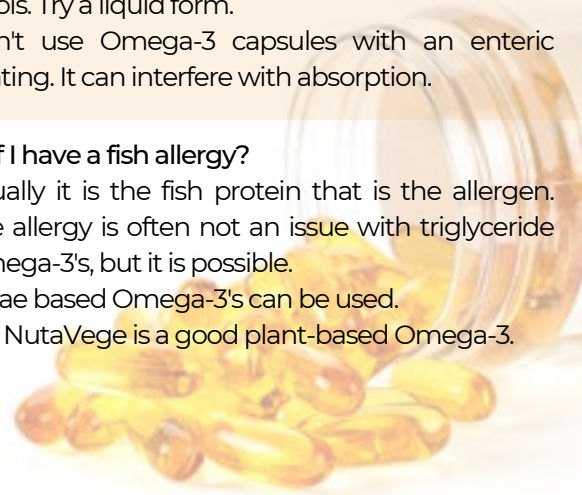 ols. Try a liquid form.
n't use Omega-3 capsules with an enteric
ating. It can interfere with absorption.
f I have a fish allergy?
ually it is the fish protein that is the allergen.
e allergy is often not an issue with triglyceride
nega-3's, but it is possible.
ae based Omega-3's can be used.
NutaVege is a good plant-based Omega-3.